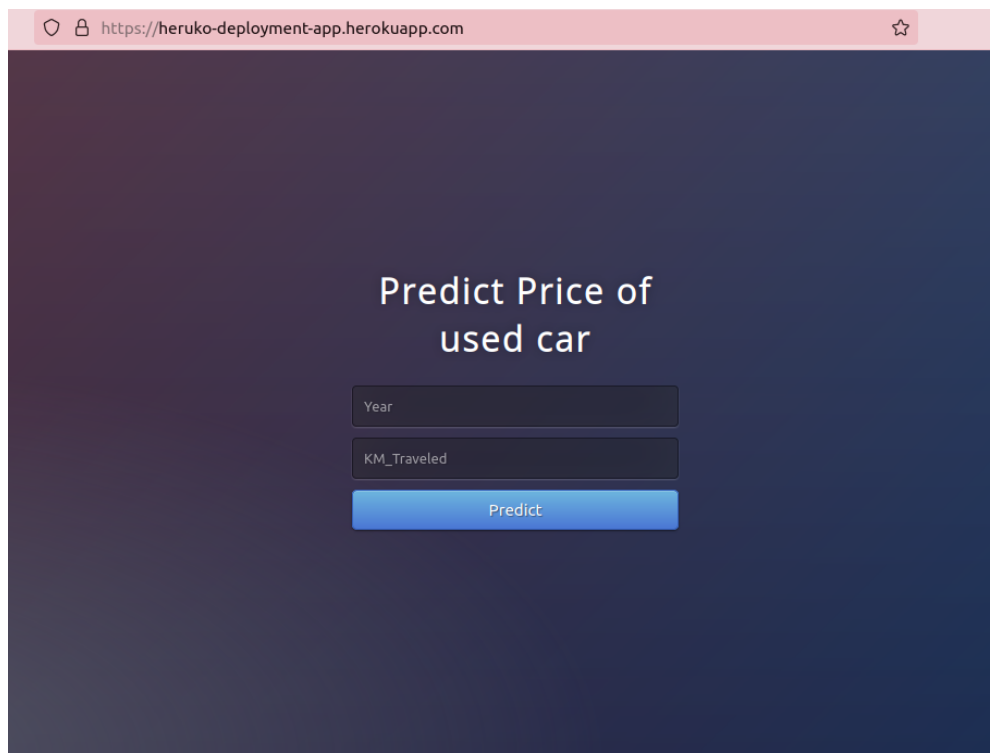 https://heruko-deployment-app.herokuapp.com
Predict Price of
used car
Year
KM_Traveled
Predict